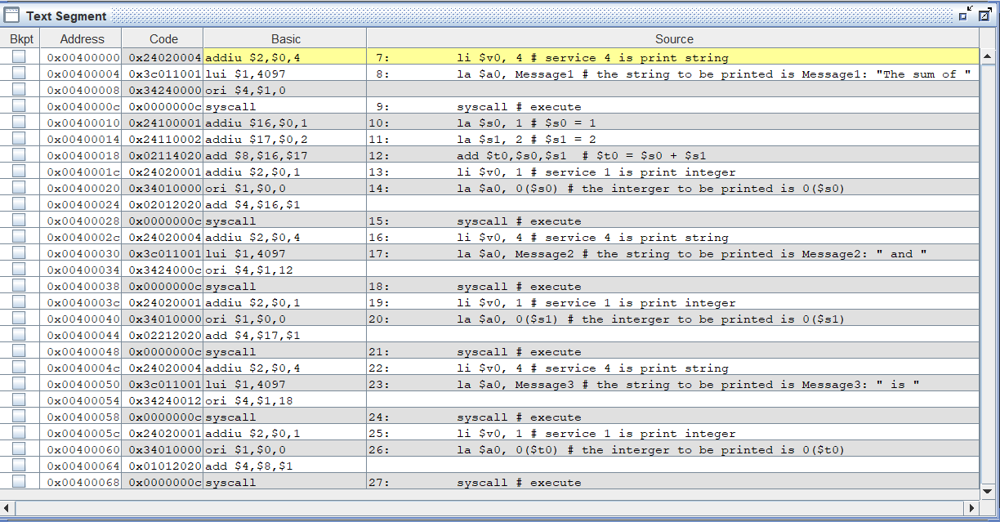 Text Segment
Bkpt Address Code Basic Source
0x00400000 0x24020004 addiu $2,$0,4 7: li $v0, 4 # service 4 is print string
0x00400004 0x3c011001 lui $1,4097 8: la $a0, Message1 # the string to be printed is Message1: "The sum of "
0x00400008 0x34240000 ori $4,$1,0
0x0040000c 0x0000000c syscall 9: syscall # execute
0x00400010 0x24100001 addiu $16,$0,1 10: la $s0, 1 # $s0 = 1
0x00400014 0x24110002 addiu $17,$0,2 11: la $s1, 2 # $s1 = 2
0x00400018 0x02114020 add $8,$16,$17 12: add $t0,$s0,$s1 # $t0 = $s0 + $s1
0x0040001c 0x24020001 addiu $2,$0,1 13: li $v0, 1 # service 1 is print integer
0x00400020 0x34010000 ori $1,$0,0 14: la $a0, 0($s0) # the interger to be printed is 0($s0)
0x00400024 0x02012020 add $4,$16,$1
0x00400028 0x0000000c syscall 15: syscall # execute
0x0040002c 0x24020004 addiu $2,$0,4 16: li $v0, 4 # service 4 is print string
0x00400030 0x3c011001 lui $1,4097 17: la $a0, Message2 # the string to be printed is Message2: " and "
0x00400034 0x3424000c ori $4,$1,12
0x00400038 0x0000000c syscall 18: syscall # execute
0x0040003c 0x24020001 addiu $2,$0,1 19: li $v0, 1 # service 1 is print integer
0x00400040 0x34010000 ori $1,$0,0 20: la $a0, 0($s1) # the interger to be printed is 0($s1)
0x00400044 0x02212020 add $4,$17,$1
0x00400048 0x0000000c syscall 21: syscall # execute
0x0040004c 0x24020004 addiu $2,$0,4 22: li $v0, 4 # service 4 is print string
0x00400050 0x3c011001 lui $1,4097 23: la $a0, Message3 # the string to be printed is Message3: " is "
0x00400054 0x34240012 ori $4,$1,18
0x00400058 0x0000000c syscall 24: syscall # execute
0x0040005c 0x24020001 addiu $2,$0,1 25: li $v0, 1 # service 1 is print integer
0x00400060 0x34010000 ori $1,$0,0 26: la $a0, 0($t0) # the interger to be printed is 0($t0)
0x00400064 0x01012020 add $4,$8,$1
0x00400068 0x0000000c syscall 27: syscall # execute